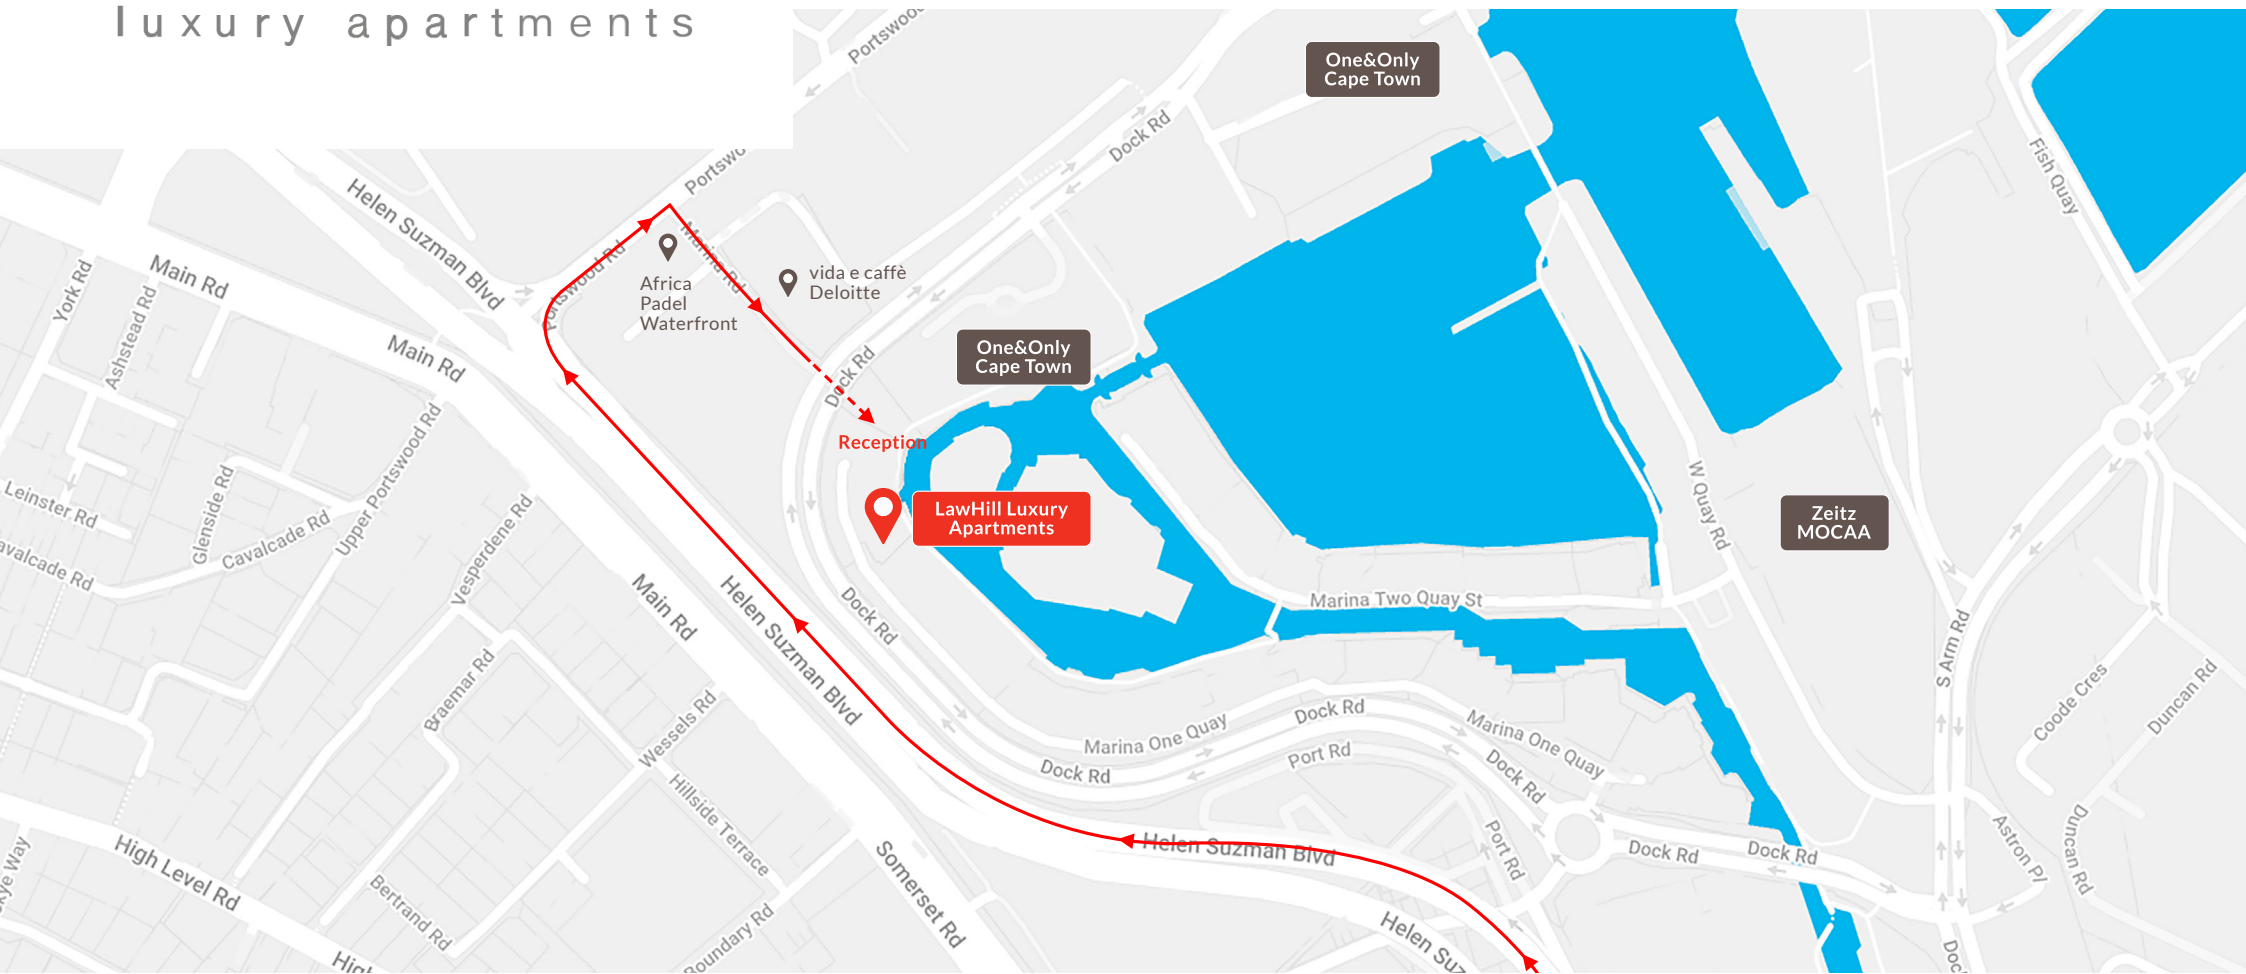 luxury apartments
Portswood
One&Only
Cape Town
Dock Rd
Portswo
Fish Quay
Helen Suzman Blvd
Main Rd
York Rd
Ashstead Rd
Portswood Rd
Marina Rd
Africa
Padel
Waterfront
vida e caffè
Deloitte
Main Rd
Dock Rd
One&Only
Cape Town
Reception
LawHill Luxury
Apartments
Zeitz
MOCAA
W Quay Rd
Leinster Rd
Glenside Rd
Cavalcade Rd
Upper Portswood Rd
Vesperdene Rd
avalcade Rd
Main Rd
Helen Suzman Blvd
Dock Rd
Marina Two Quay St
S Arm Rd
Braemar Rd
Wessels Rd
Coode Cres
Duncan Rd
Marina One Quay
Dock Rd
Marina One Quay
Dock Rd
Port Rd
Dock Rd
Hillside Terrace
Helen Suzman Blvd
Port Rd
Dock Rd
Dock Rd
Astron Pl
Duncan Rd
High Level Rd
Bertrand Rd
Somerset Rd
Boundary Rd
Helen Suz
High
Doc